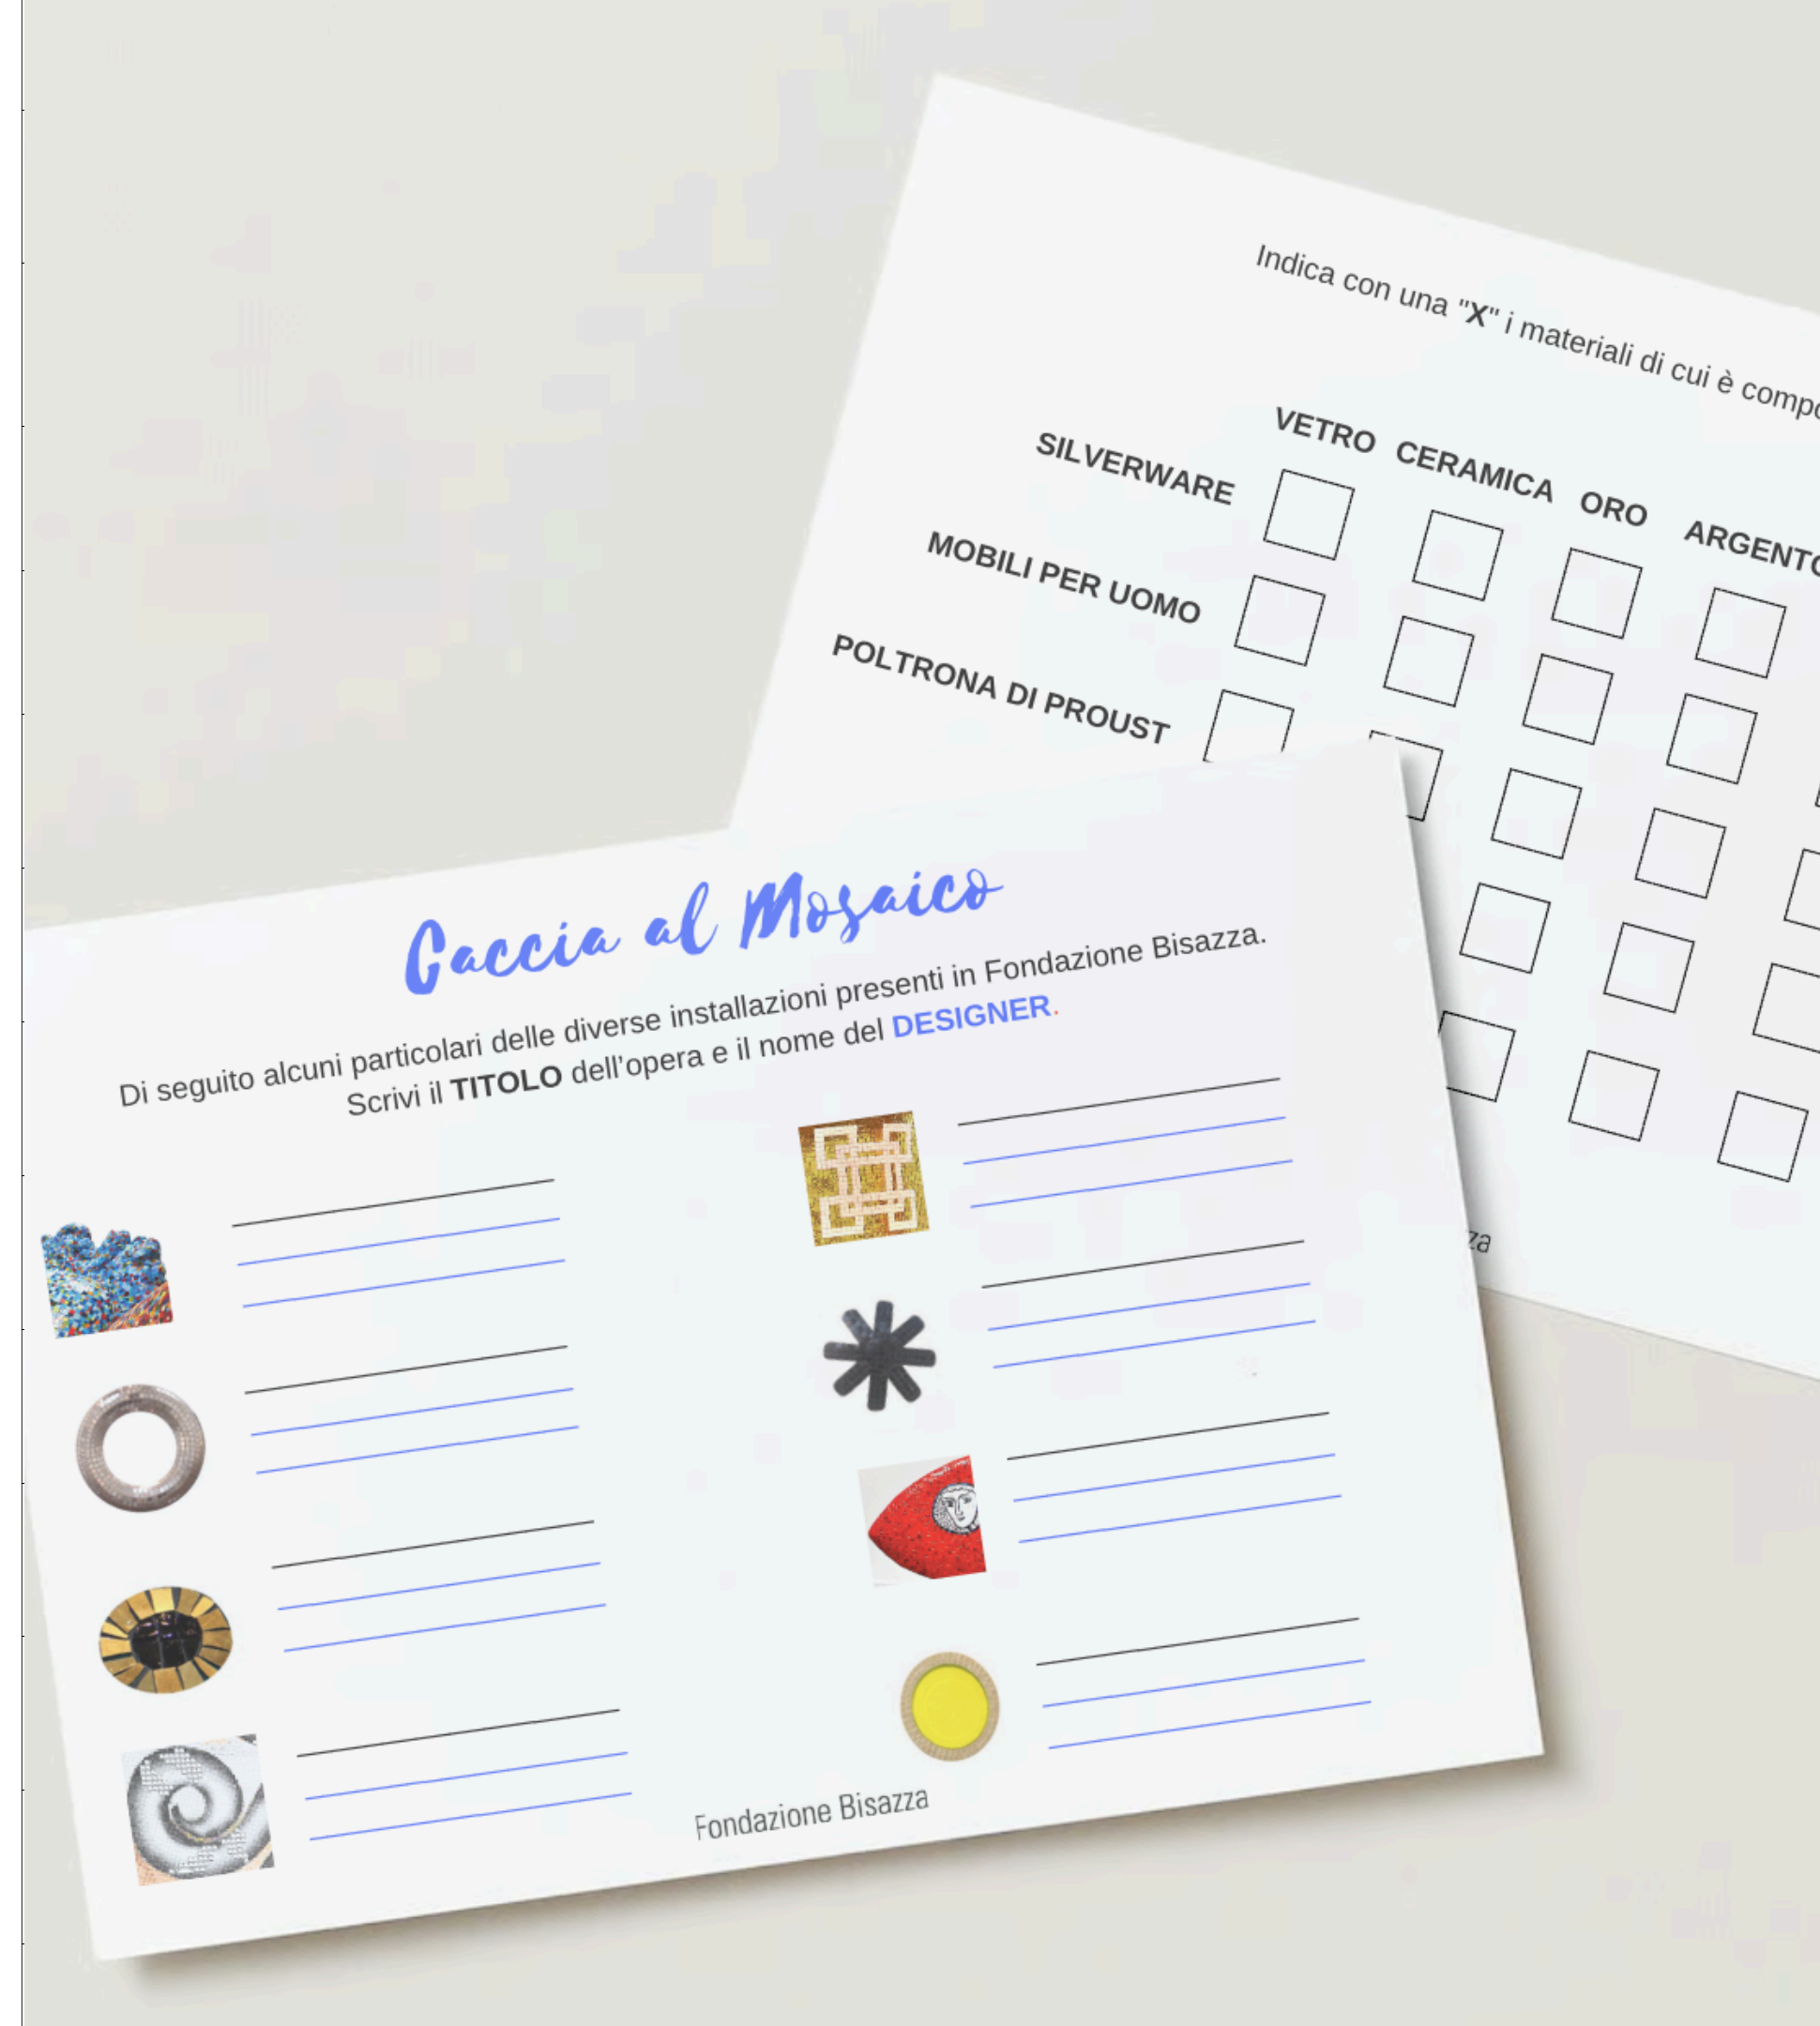 Indica con una "X" i materiali di cui è
VETRO CERAMICA ORO ARGENTO
SILVERWARE
MOBILI PER UOMO
POLTRONA DI PROUST
Caccia al Mosaico
Di seguito alcuni particolari delle diverse installazioni presenti in Fondazione Bisazza.
Scrivi il TITOLO dell'opera e il nome del DESIGNER.
Fondazione Bisazza